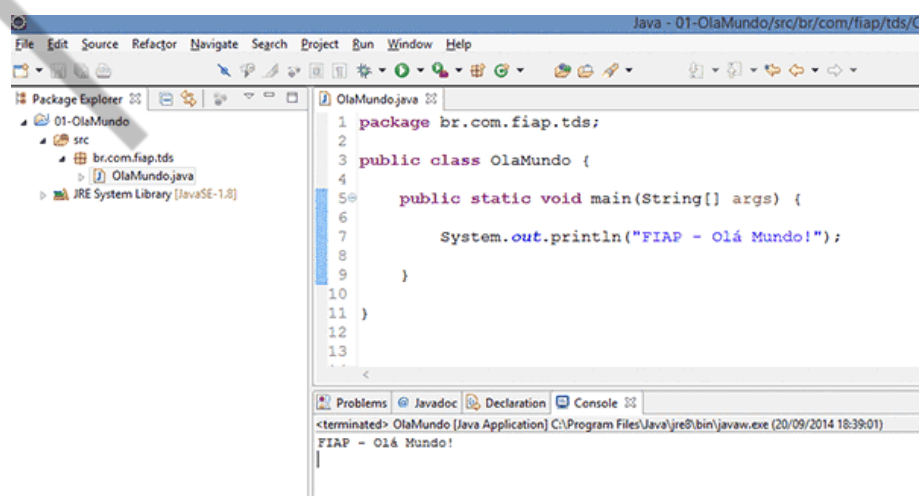 Java - 01-OlaMundo/src/br/com/fiap/tds/
File Edit Source Refactor Navigate Search Project Run Window Help
Package Explorer
01-OlaMundo
src
br.com.fiap.tds
OlaMundo.java
JRE System Library [JavaSE-1.8]
OlaMundo.java
1 package br.com.fiap.tds;
2
3 public class OlaMundo {
4
5 public static void main(String[] args) {
6
7 System.out.println("FIAP - Olá Mundo!");
8
9 }
10
11 }
12
13
Problems @ Javadoc Declaration Console
<terminated> OlaMundo [Java Application] C:\Program Files\Java\jre8\bin\javaw.exe (20/09/2014 18:39:01)
FIAP - Olá Mundo!